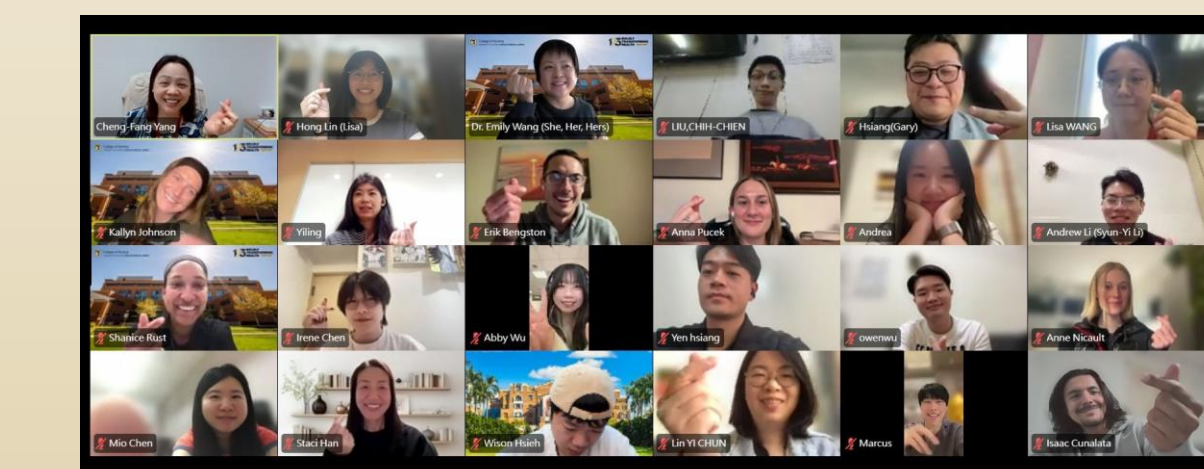 Cheng-Fang Yang
Hong Lin (Lisa)
Dr. Emily Wang (She, Her, Hers)
LIU,CHIH-CHIEN
Hsiang(Gary)
Lisa WANG
Kallyn Johnson
Yiling
Erik Bengston
Anna Pucek
Andrea
Andrew Li (Syun-Yi Li)
Shanice Rust
Irene Chen
Abby Wu
Yen hsiang
owenwu
Anne Nicault
Mio Chen
Staci Han
Wison Hsieh
Lin YI CHUN
Marcus
Isaac Cunalata